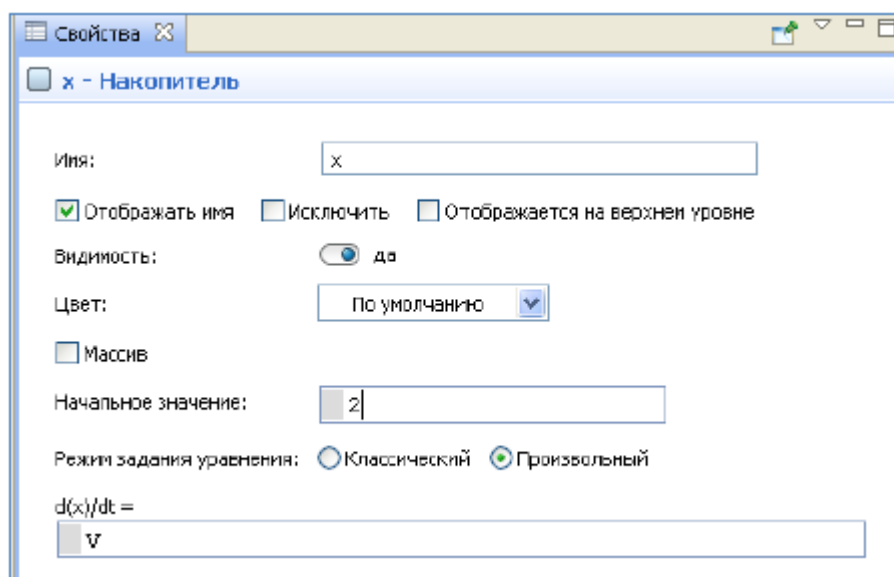 Свойства
x - Накопитель
Имя: x
Отображать имя Исключить Отображается на верхнем уровне
Видимость: да
Цвет: По умолчанию
Массив
Начальное значение: 2
Режим задания уравнения: Классический Произвольный
d(x)/dt =
V